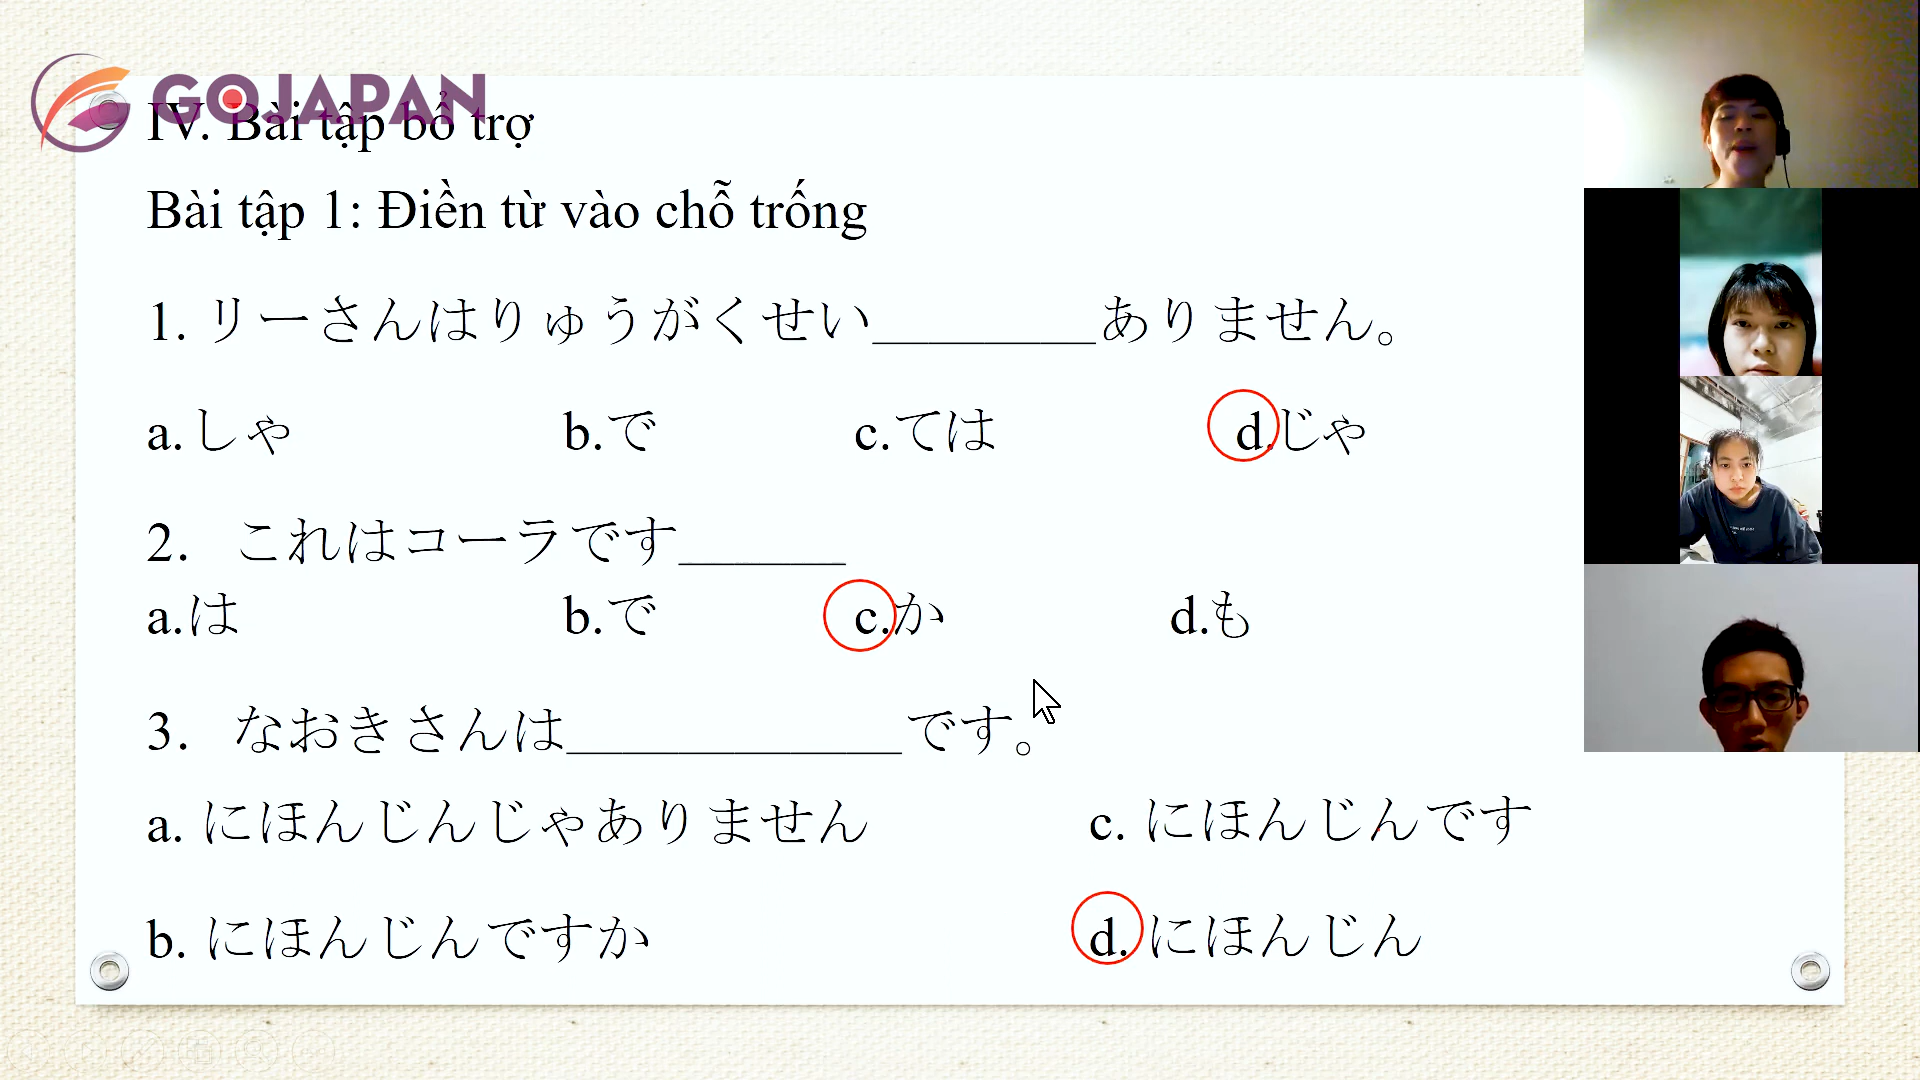 GOJAPAN
IV. Bài tập bổ trợ
Bài tập 1: Điền từ vào chỗ trống
1. リーさんはりゅうがくせい________ありません。
a.しゃ b.で c.ては d.じゃ
2. これはコーラです______
a.は b.で c.か d.も
3. なおきさんは____________です。
a. にほんじんじゃありません c. にほんじんです
b. にほんじんですか d. にほんじん